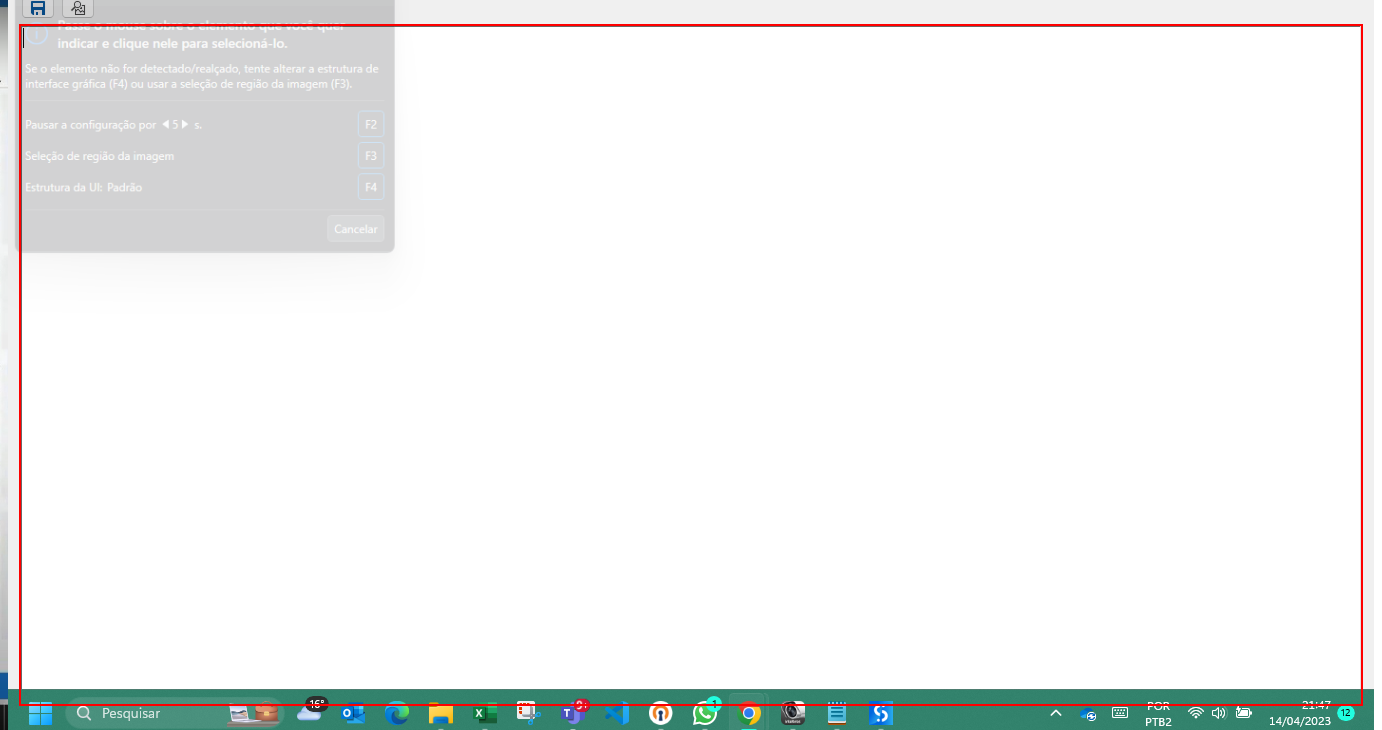 Passe o mouse sobre o elemento que você quer
indicar e clique nele para selecioná-lo.
Se o elemento não for detectado/realçado, tente alterar a estrutura de
interface gráfica (F4) ou usar a seleção de região da imagem (F3).
Pausar a configuração por 5 s. F2
Seleção de região da imagem F3
Estrutura da UI: Padrão F4
Cancelar
Pesquisar
16°
POR
PTB2
21:47
14/04/2023
12